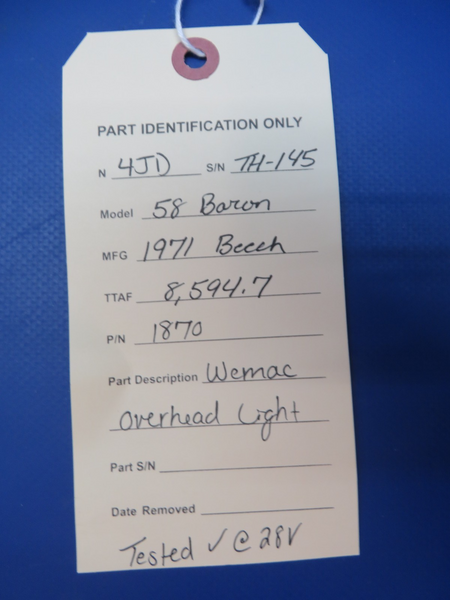 PART IDENTIFICATION ONLY
N 4JD S/N TH-145
Model 58 Baron
MFG 1971 Beech
TTAF 8,594.7
P/N 1870
Part Description Wemac
Overhead Light
Part S/N
Date Removed
Tested ✓ @ 28V